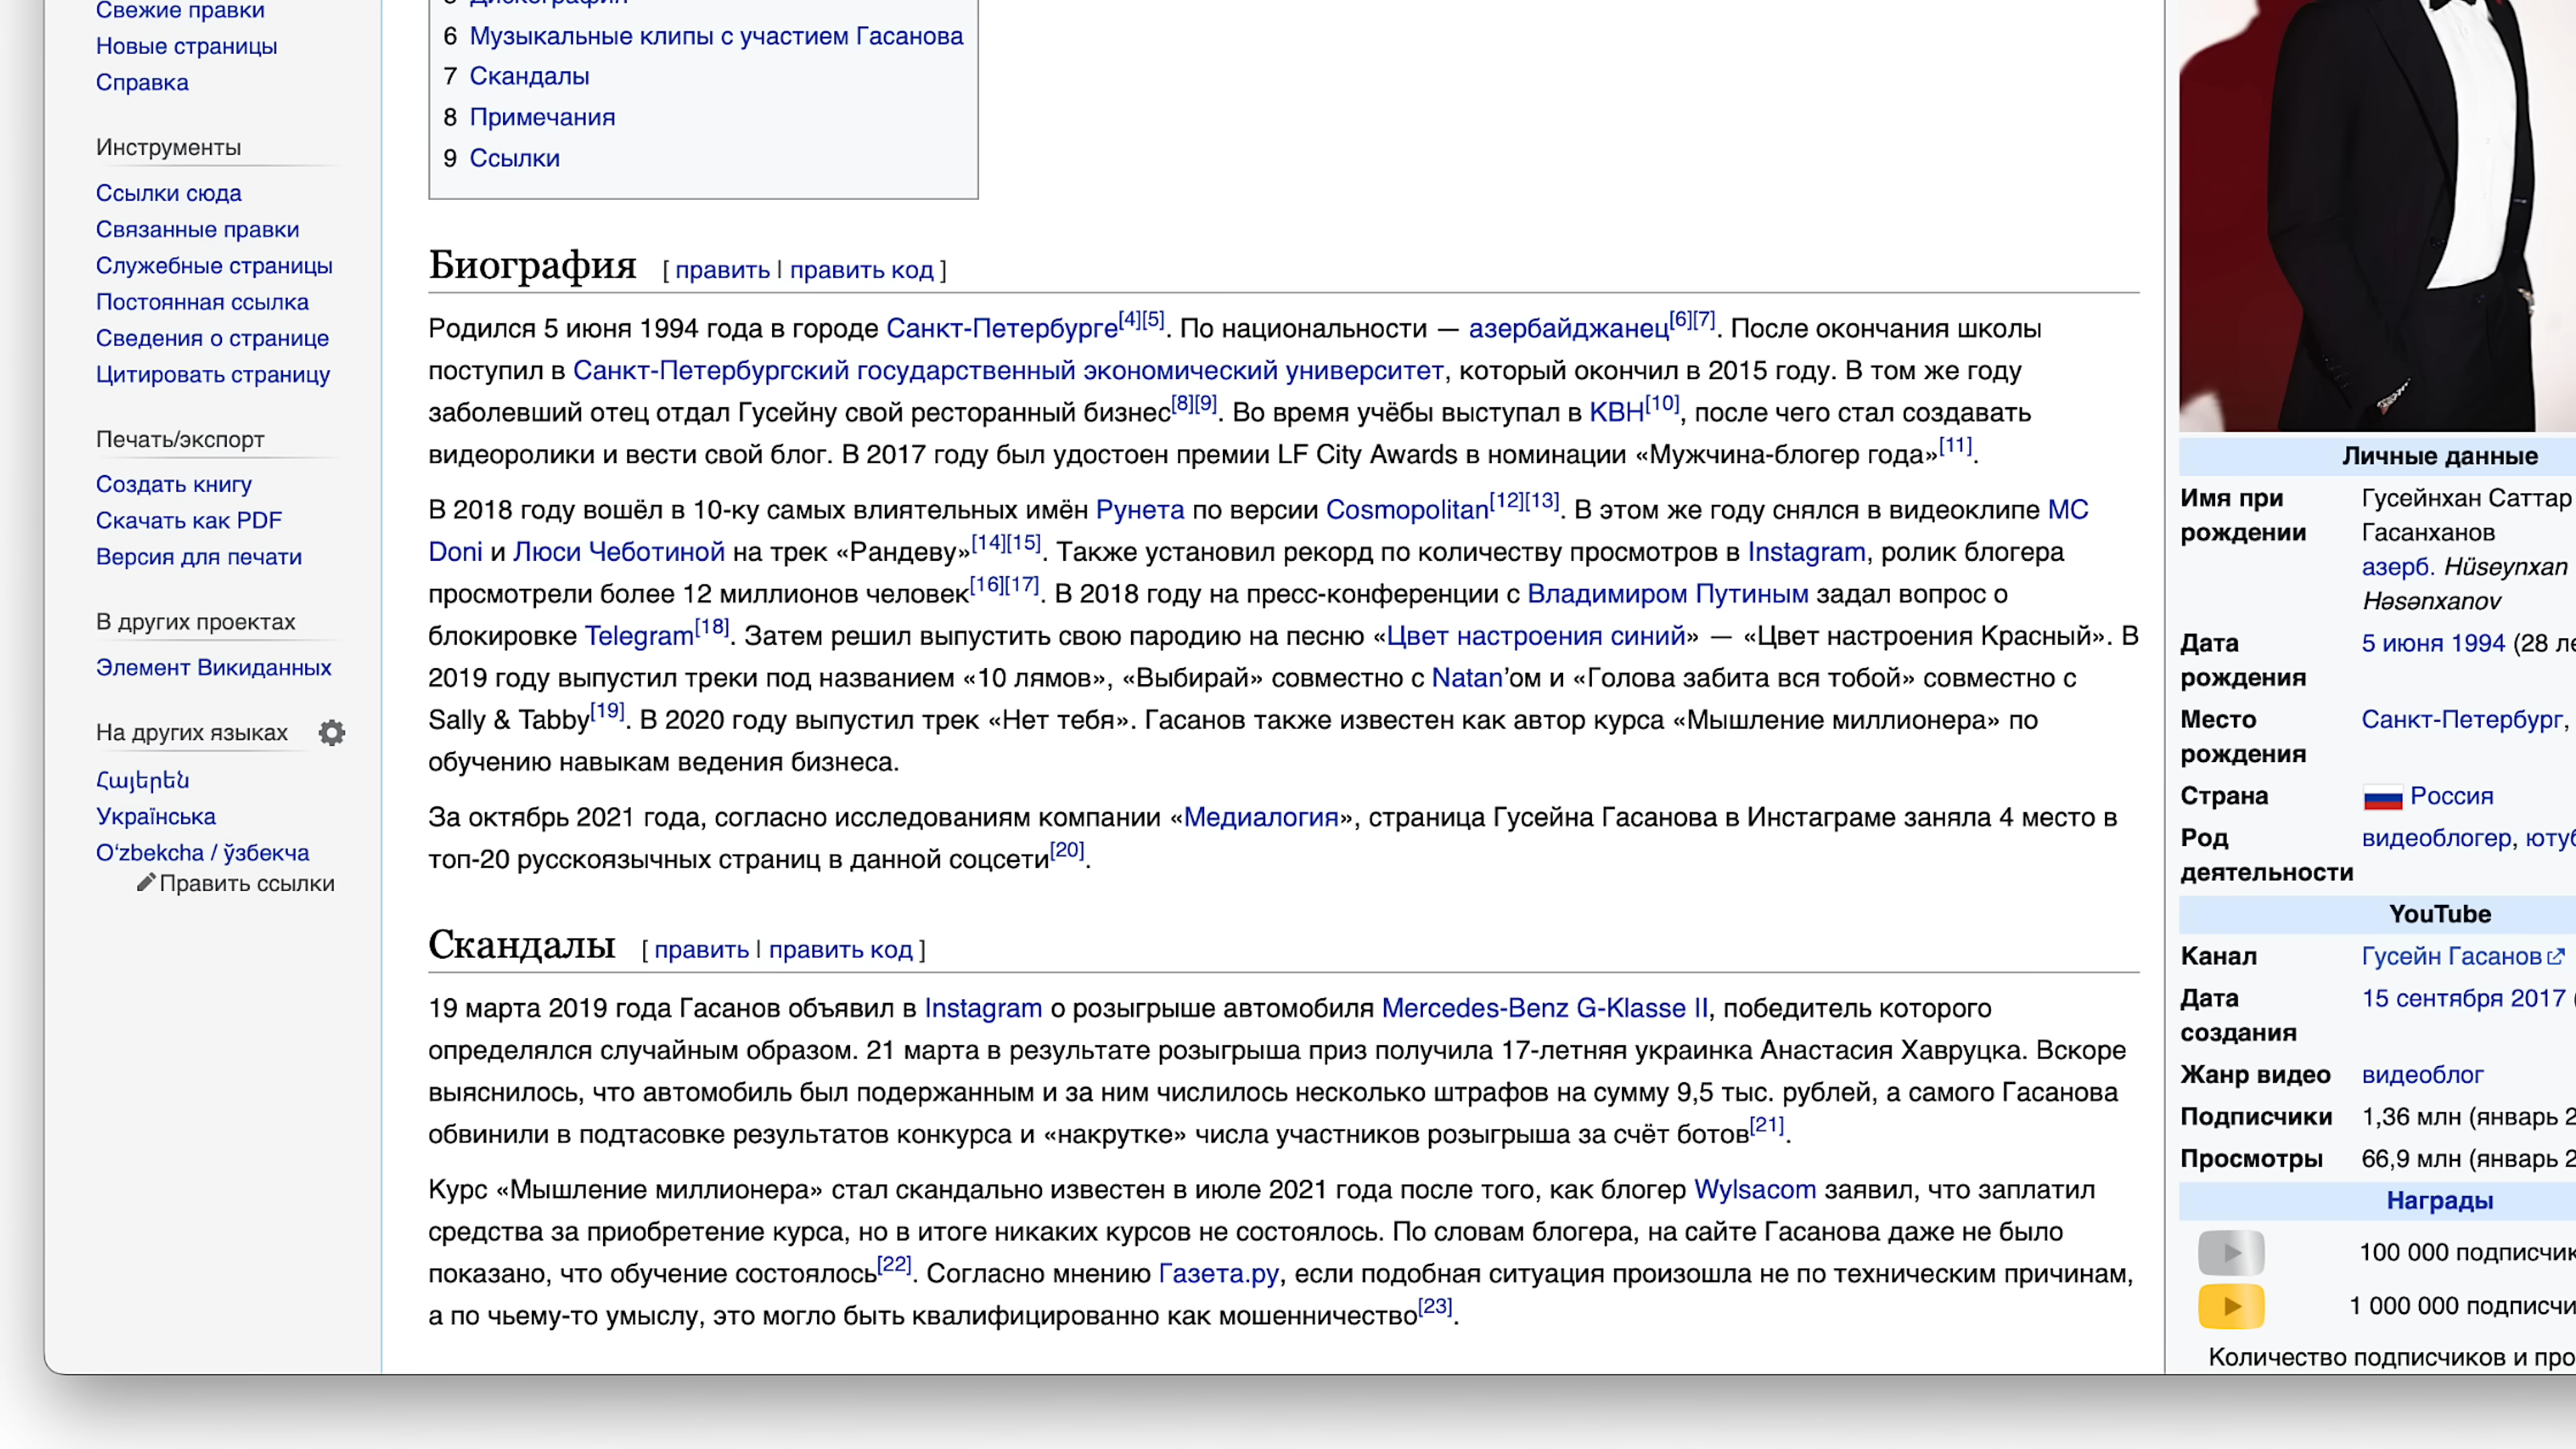 Свежие правки
Новые страницы
Справка
Инструменты
Ссылки сюда
Связанные правки
Служебные страницы
Постоянная ссылка
Сведения о странице
Цитировать страницу
Печать/экспорт
Создать книгу
Скачать как PDF
Версия для печати
В других проектах
Элемент Викиданных
На других языках
Հայերեն
Українська
Oʻzbekcha / ўзбекча
Править ссылки
6 Музыкальные клипы с участием Гасанова
7 Скандалы
8 Примечания
9 Ссылки
Биография [ править | править код ]
Родился 5 июня 1994 года в городе Санкт-Петербурге[4][5]. По национальности — азербайджанец[6][7]. После окончания школы
поступил в Санкт-Петербургский государственный экономический университет, который окончил в 2015 году. В том же году
заболевший отец отдал Гусейну свой ресторанный бизнес[8][9]. Во время учёбы выступал в КВН[10], после чего стал создавать
видеоролики и вести свой блог. В 2017 году был удостоен премии LF City Awards в номинации «Мужчина-блогер года»[11].
В 2018 году вошёл в 10-ку самых влиятельных имён Рунета по версии Cosmopolitan[12][13]. В этом же году снялся в видеоклипе MC
Doni и Люси Чеботиной на трек «Рандеву»[14][15]. Также установил рекорд по количеству просмотров в Instagram, ролик блогера
просмотрели более 12 миллионов человек[16][17]. В 2018 году на пресс-конференции с Владимиром Путиным задал вопрос о
блокировке Telegram[18]. Затем решил выпустить свою пародию на песню «Цвет настроения синий» — «Цвет настроения Красный». В
2019 году выпустил треки под названием «10 лямов», «Выбирай» совместно с Natan'ом и «Голова забита вся тобой» совместно с
Sally & Tabby[19]. В 2020 году выпустил трек «Нет тебя». Гасанов также известен как автор курса «Мышление миллионера» по
обучению навыкам ведения бизнеса.
За октябрь 2021 года, согласно исследованиям компании «Медиалогия», страница Гусейна Гасанова в Инстаграме заняла 4 место в
топ-20 русскоязычных страниц в данной соцсети[20].
Скандалы [ править | править код ]
19 марта 2019 года Гасанов объявил в Instagram о розыгрыше автомобиля Mercedes-Benz G-Klasse II, победитель которого
определялся случайным образом. 21 марта в результате розыгрыша приз получила 17-летняя украинка Анастасия Хавруцка. Вскоре
выяснилось, что автомобиль был подержанным и за ним числилось несколько штрафов на сумму 9,5 тыс. рублей, а самого Гасанова
обвинили в подтасовке результатов конкурса и «накрутке» числа участников розыгрыша за счёт ботов[21].
Курс «Мышление миллионера» стал скандально известен в июле 2021 года после того, как блогер Wylsacom заявил, что заплатил
средства за приобретение курса, но в итоге никаких курсов не состоялось. По словам блогера, на сайте Гасанова даже не было
показано, что обучение состоялось[22]. Согласно мнению Газета.ру, если подобная ситуация произошла не по техническим причинам,
а по чьему-то умыслу, это могло быть квалифицированно как мошенничество[23].
Личные данные
Имя при рождении Гусейнхан Саттар
Гасанханов
азерб. Hüseynxan
Həsənxanov
Дата рождения 5 июня 1994 (28
Место рождения Санкт-Петербург,
Страна Россия
Род деятельности видеоблогер,
YouTube
Канал Гусейн Гасанов
Дата создания 15 сентября 2017
Жанр видео видеоблог
Подписчики 1,36 млн (январь
Просмотры 66,9 млн (январь
Награды
100 000
1 000 000
Количество подписчиков и